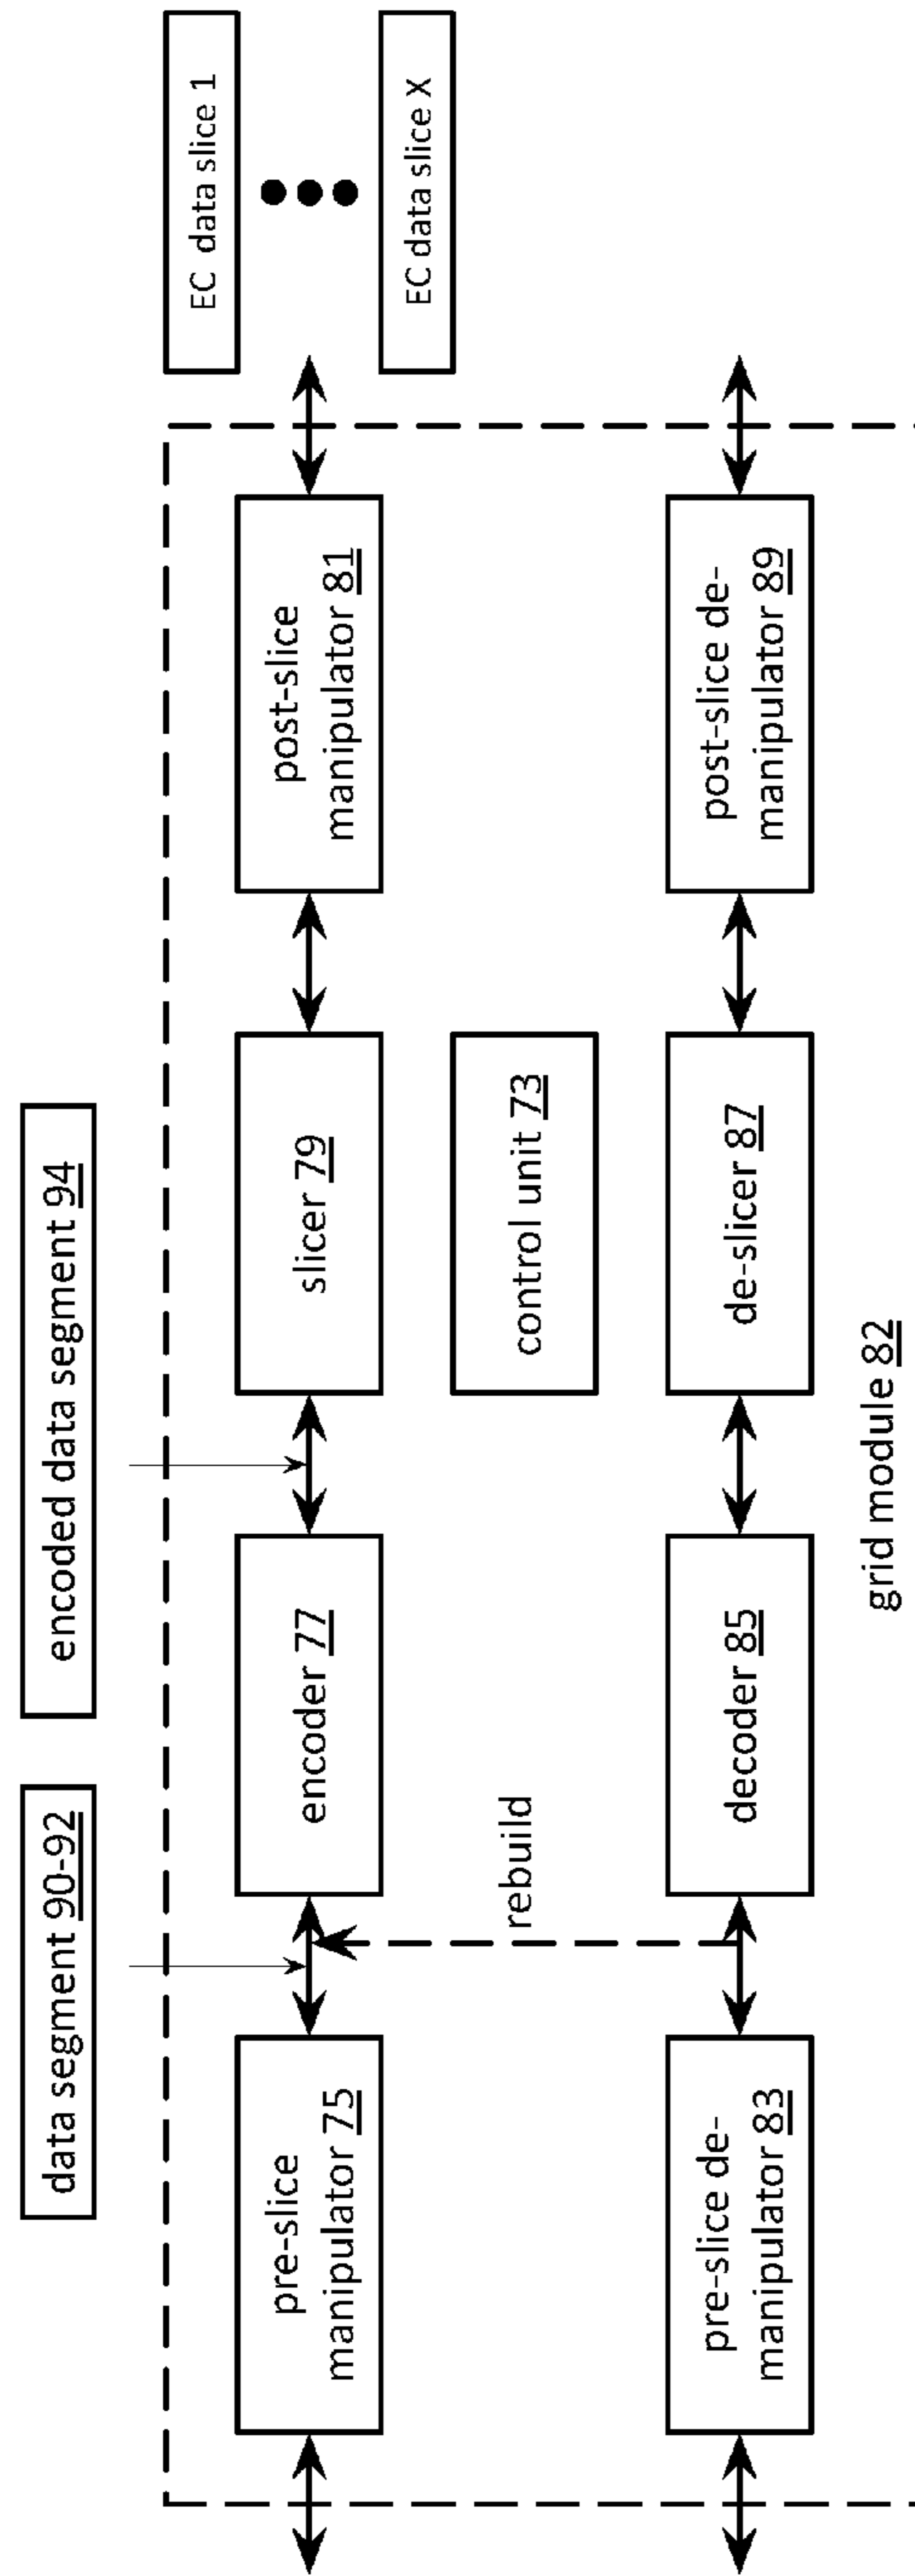 data segment 90-92
encoded data segment 94
pre-slice
manipulator 75
encoder 77
slicer 79
post-slice
manipulator 81
EC data slice 1
EC data slice X
rebuild
control unit 73
pre-slice de-
manipulator 83
decoder 85
de-slicer 87
post-slice de-
manipulator 89
grid module 82